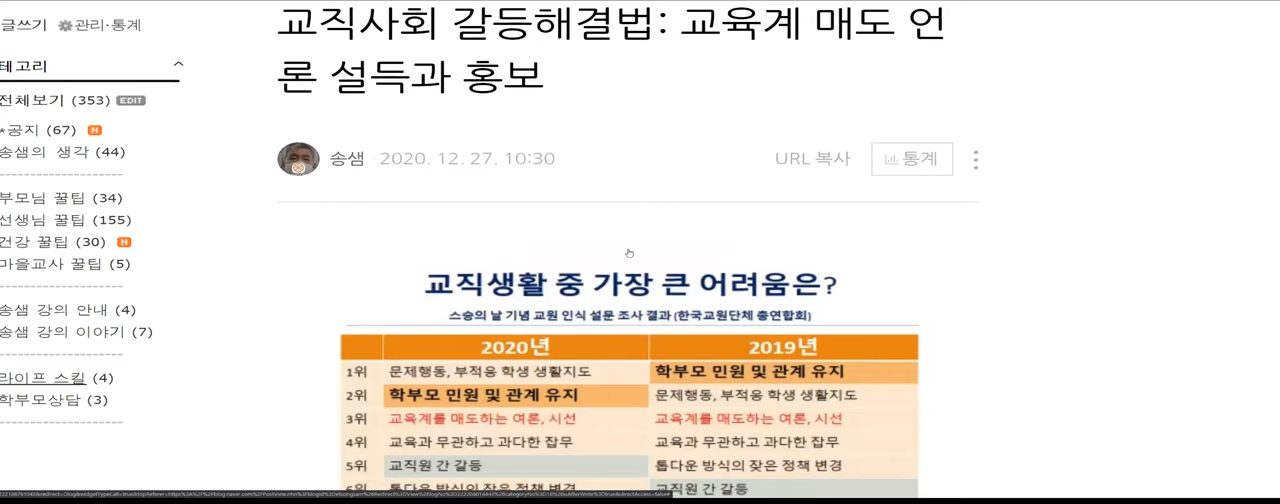 글쓰기 관리·통계
테고리
전체보기 (353) EDIT
*공지 (67) N
송샘의 생각 (44)
부모님 꿀팁 (34)
선생님 꿀팁 (155)
건강 꿀팁 (30) N
마을교사 꿀팁 (5)
송샘 강의 안내 (4)
송샘 강의 이야기 (7)
라이프 스킬 (4)
학부모상담 (3)
교직사회 갈등해결법: 교육계 매도 언
론 설득과 홍보
송샘 · 2020. 12. 27. 10:30
URL 복사 통계
교직생활 중 가장 큰 어려움은?
스승의 날 기념 교원 인식 설문 조사 결과 (한국교원단체 총연합회)
2020년 2019년
1위 문제행동, 부적응 학생 생활지도 학부모 민원 및 관계 유지
2위 학부모 민원 및 관계 유지 문제행동, 부적응 학생 생활지도
3위 교육계를 매도하는 여론, 시선 교육계를 매도하는 여론, 시선
4위 교육과 무관하고 과다한 잡무 교육과 무관하고 과다한 잡무
5위 교직원 간 갈등 톱다운 방식의 잦은 정책 변경
6위 톱다운 방식의 잦은 정책 변경 교직원 간 갈등